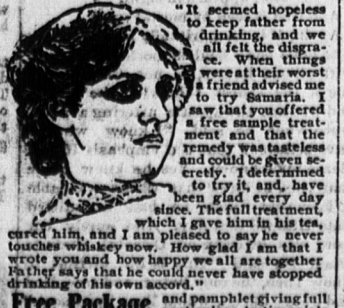 "It seemed hopeless
to keep father from
drinking, and we
all felt the disgra-
ce. When things
were at their worst
a friend advised me
to try Samaria. I
saw that you offered
a free sample treat-
ment and that the
remedy was tasteless
and could be given se-
cretly. I determined
to try it, and, have
been glad every day
since. The full treatment,
which I gave him in his tea,
cured him, and I am pleased to say he never
touches whiskey now. How glad I am that I
wrote you and how happy we all are together
Father says that he could never have stopped
drinking of his own accord."
Free Package and pamphlet giving full